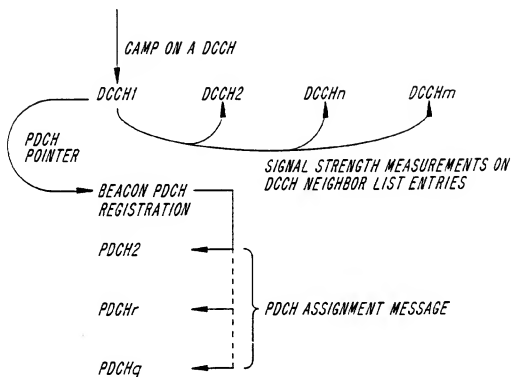 CAMP ON A DCCH
DCCH1 DCCH2 DCCHn DCCHm
PDCH
POINTER
SIGNAL STRENGTH MEASUREMENTS ON
DCCH NEIGHBOR LIST ENTRIES
BEACON PDCH
REGISTRATION
PDCH2
PDCHr PDCH ASSIGNMENT MESSAGE
PDCHq